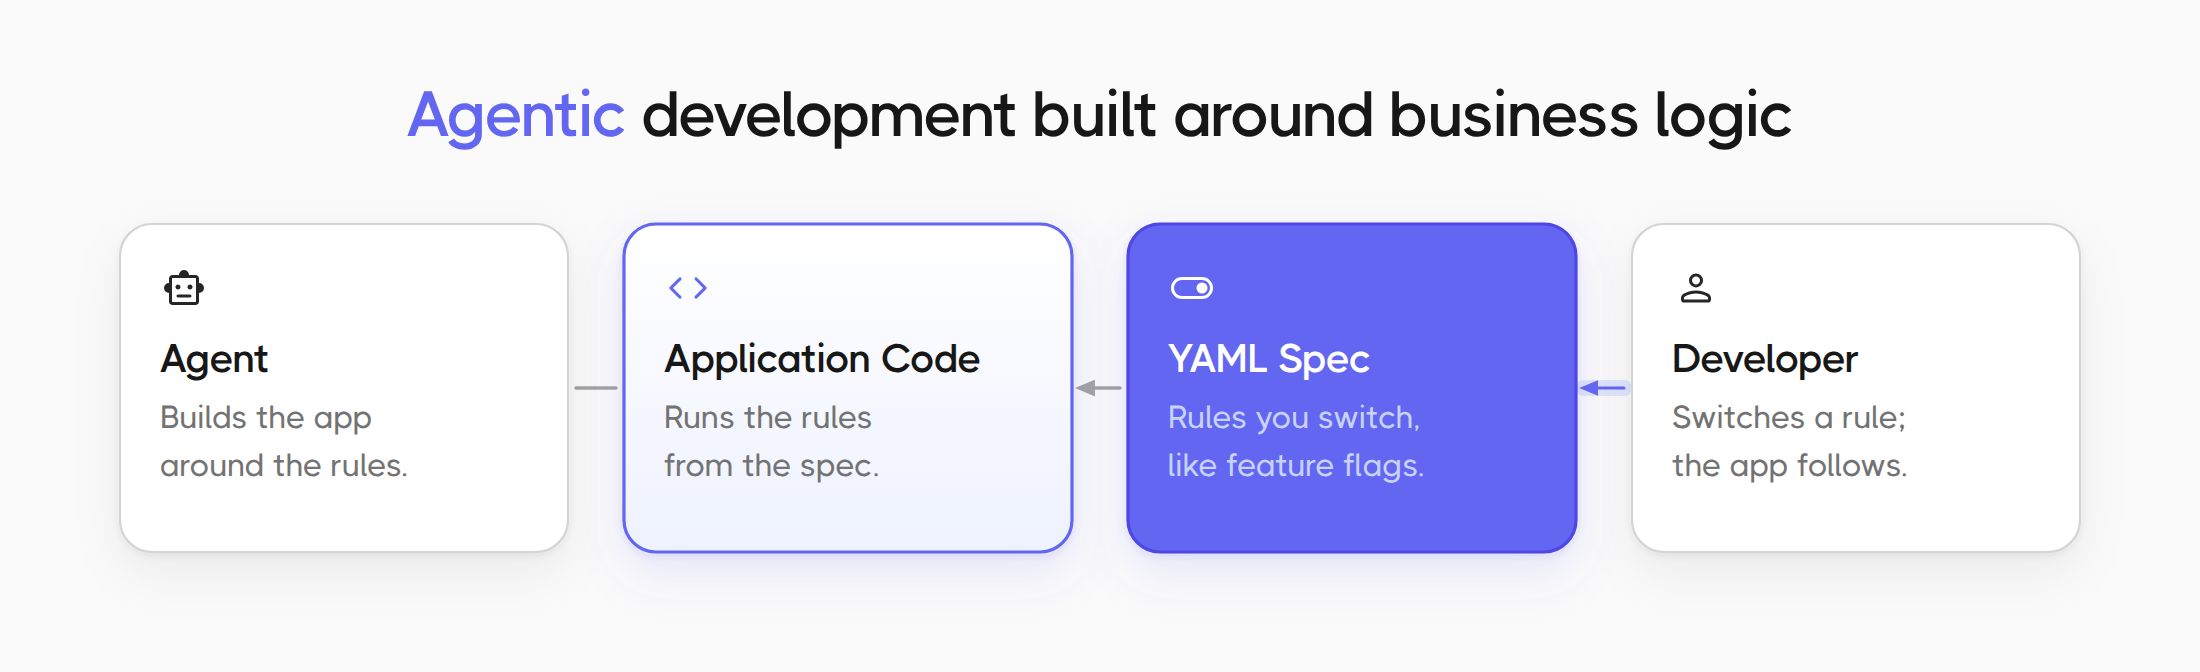 Agentic development built around business logic
Agent
Builds the app
around the rules.
Application Code
Runs the rules
from the spec.
YAML Spec
Rules you switch,
like feature flags.
Developer
Switches a rule;
the app follows.